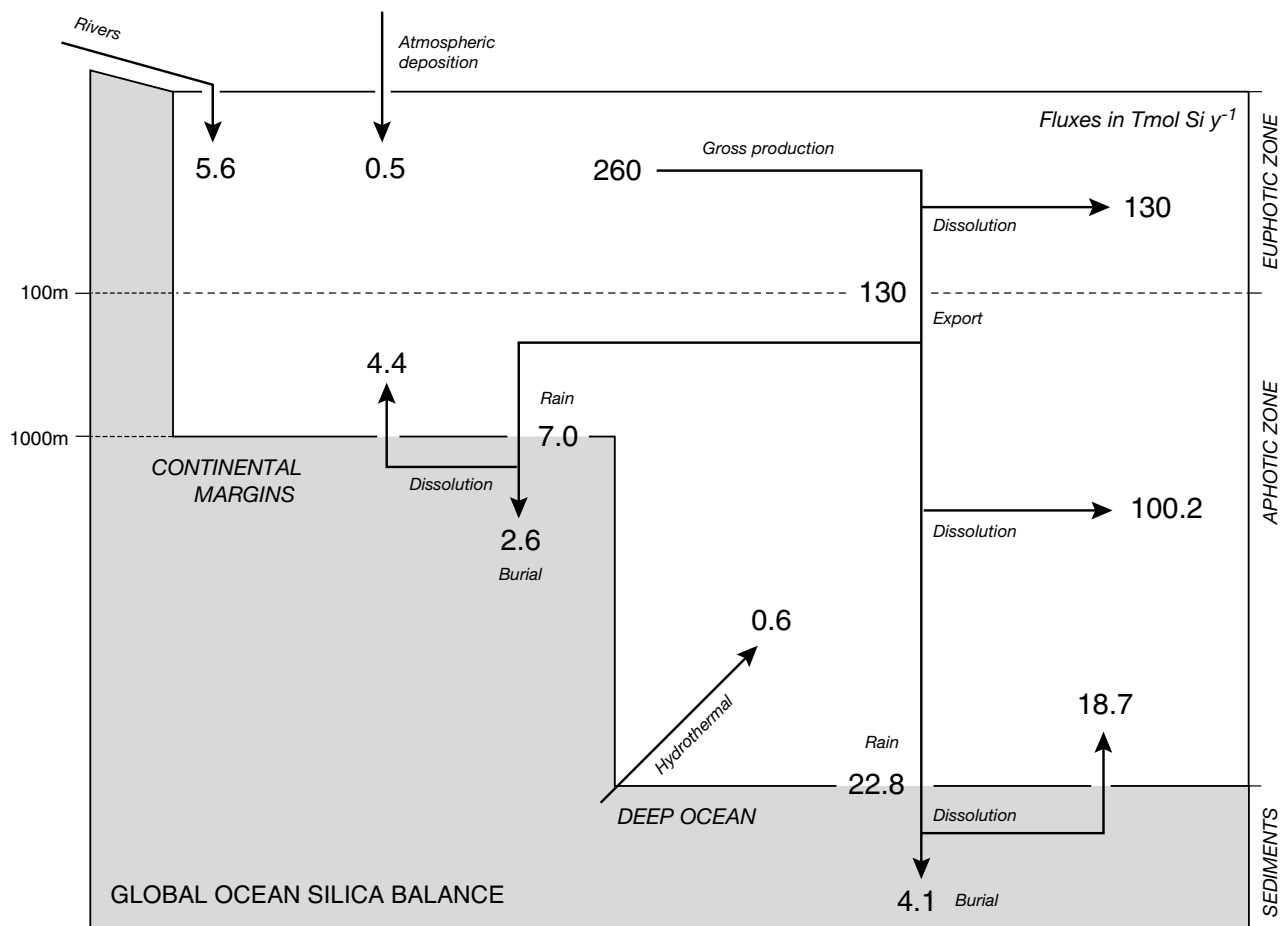 Rivers
Atmospheric
deposition
Fluxes in Tmol Si y-1
5.6
0.5
260
Gross production
Dissolution
130
EUPHOTIC ZONE
100m
130
Export
4.4
Rain
7.0
1000m
CONTINENTAL
MARGINS
Dissolution
2.6
Burial
Dissolution
100.2
APHOTIC ZONE
0.6
Hydrothermal
18.7
Rain
22.8
DEEP OCEAN
Dissolution
4.1
Burial
SEDIMENTS
GLOBAL OCEAN SILICA BALANCE